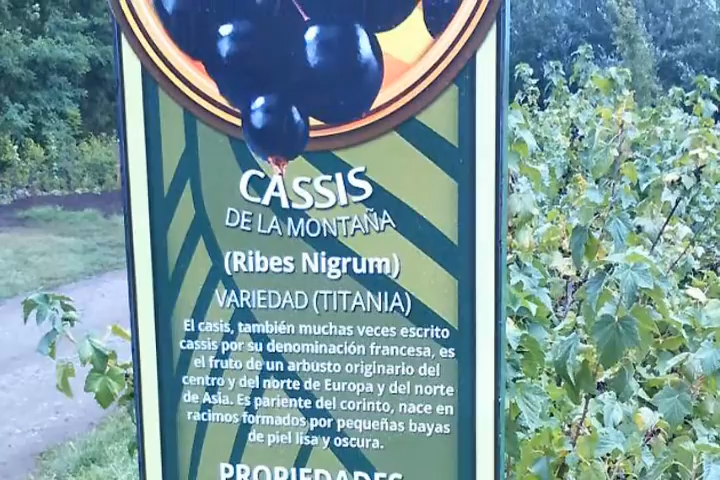 CASSIS
DE LA MONTAÑA
(Ribes Nigrum)
VARIEDAD (TITANIA)
El casis, también muchas veces escrito
cassis por su denominación francesa, es
el fruto de un arbusto originario del
centro y del norte de Europa y del norte
de Asia. Es pariente del corinto, nace en
racimos formados por pequeñas bayas
de piel lisa y oscura.
PROPIEDADES